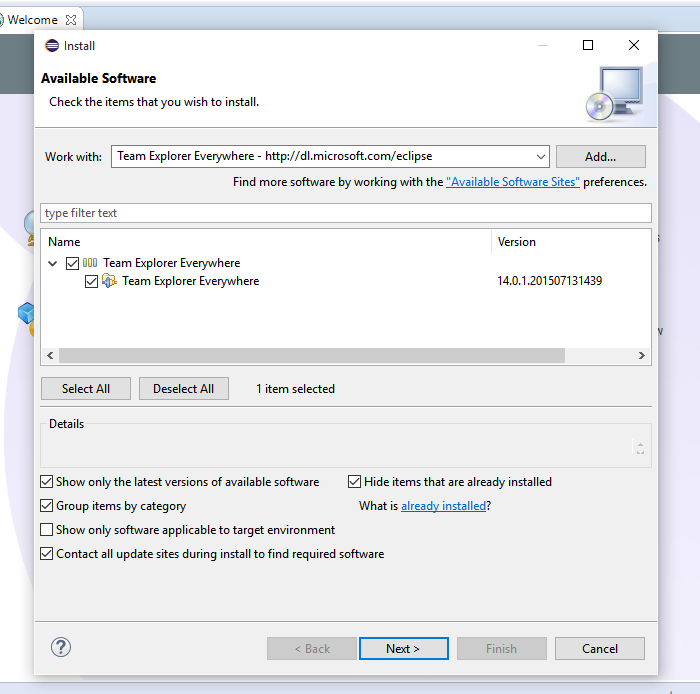 Welcome
Install
Available Software
Check the items that you wish to install.
Work with: Team Explorer Everywhere - http://dl.microsoft.com/eclipse Add...
Find more software by working with the "Available Software Sites" preferences.
type filter text
Name Version
Team Explorer Everywhere
Team Explorer Everywhere 14.0.1.201507131439
Select All Deselect All 1 item selected
Details
Show only the latest versions of available software Hide items that are already installed
Group items by category What is already installed?
Show only software applicable to target environment
Contact all update sites during install to find required software
? < Back Next > Finish Cancel